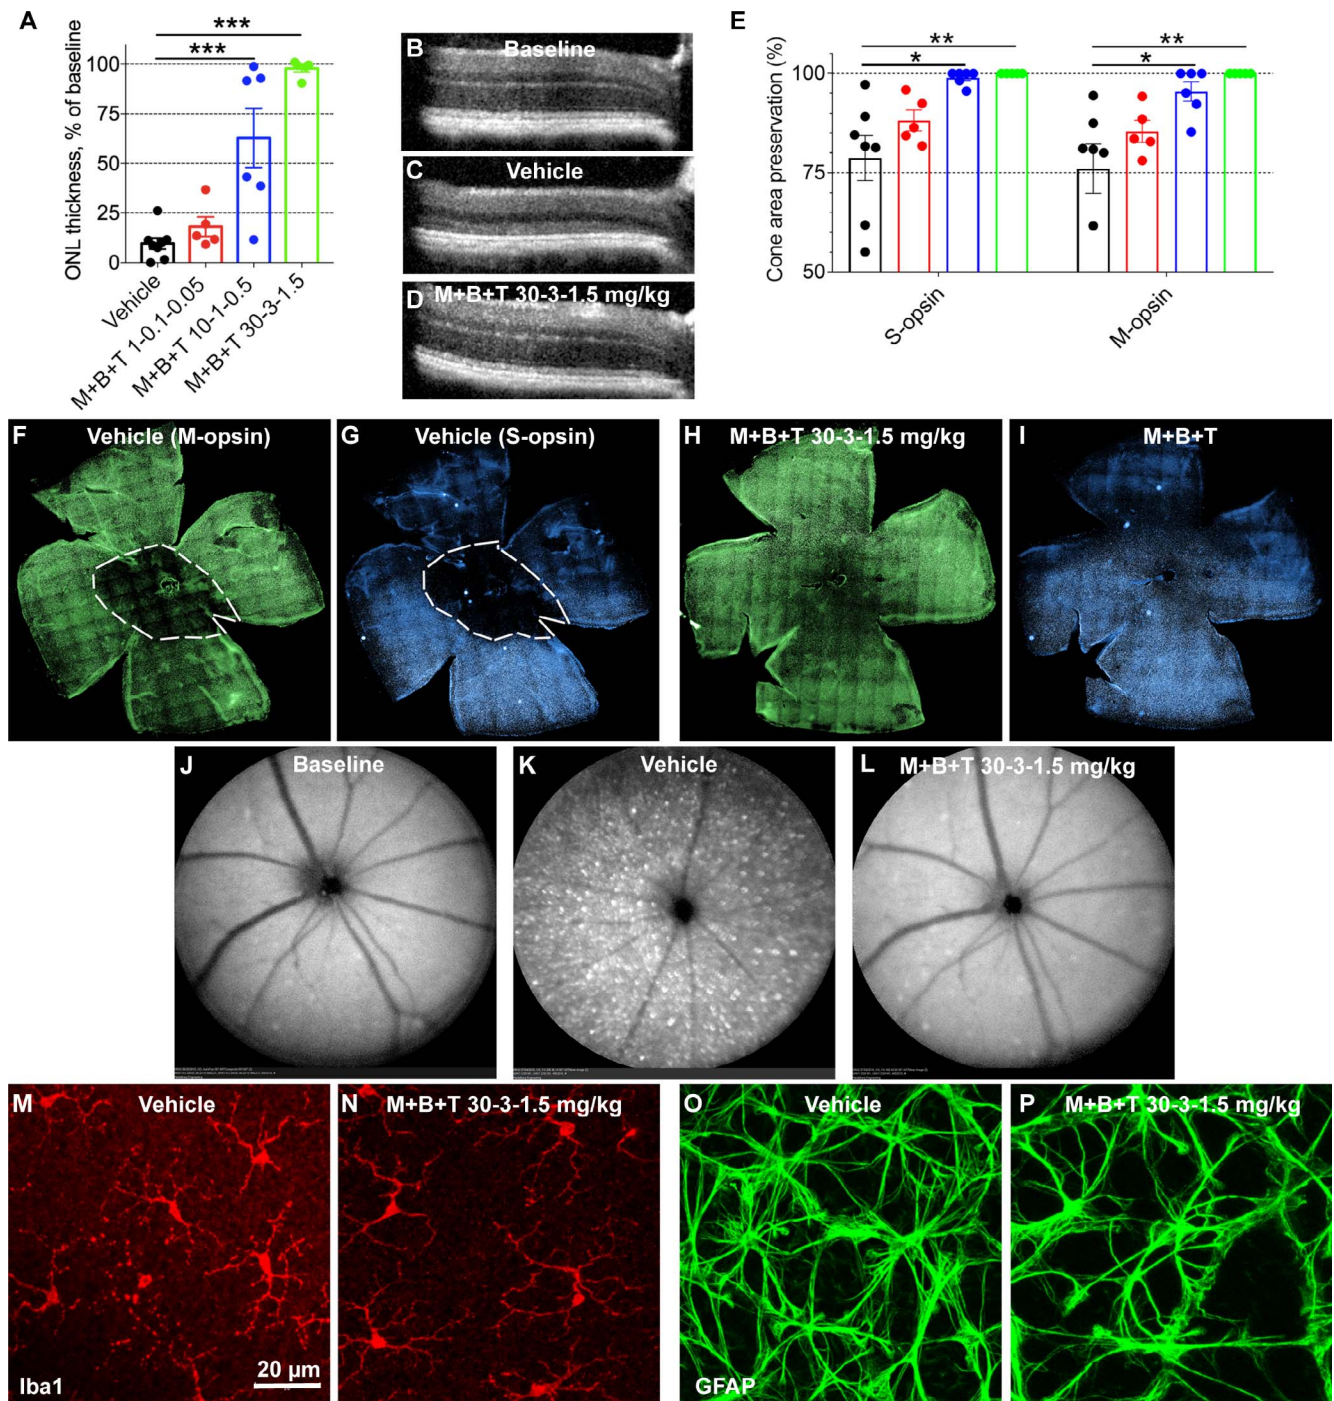 A
***
***
ONL thickness, % of baseline
100
75
50
25
0
Vehicle
M+B+T 1-0.1-0.05
M+B+T 10-1-0.5
M+B+T 30-3-1.5
B
Baseline
C
Vehicle
D
M+B+T 30-3-1.5 mg/kg
E
**
*
**
*
Cone area preservation (%)
100
75
50
S-opsin
M-opsin
F
Vehicle (M-opsin)
G
Vehicle (S-opsin)
H
M+B+T 30-3-1.5 mg/kg
I
M+B+T
J
Baseline
K
Vehicle
L
M+B+T 30-3-1.5 mg/kg
M
Vehicle
Iba1
20 µm
N
M+B+T 30-3-1.5 mg/kg
O
Vehicle
GFAP
P
M+B+T 30-3-1.5 mg/kg